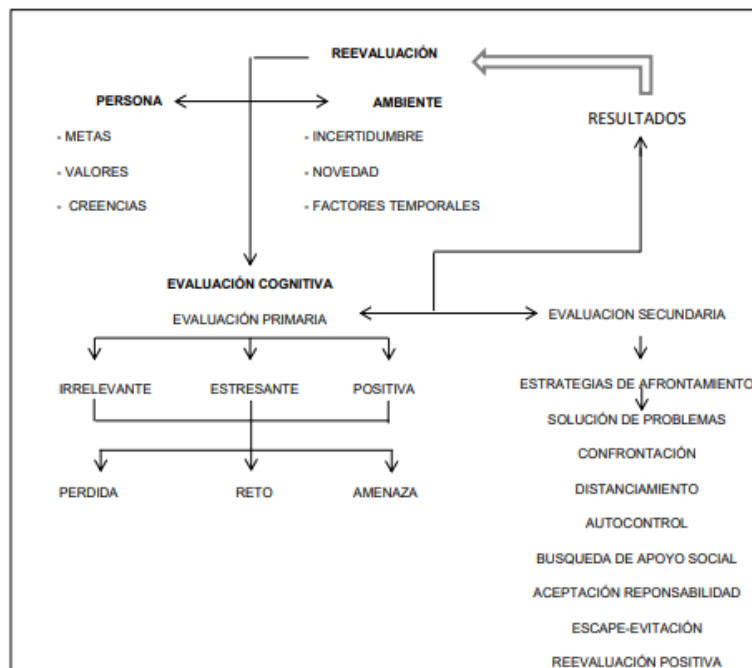 REEVALUACIÓN
PERSONA
AMBIENTE
RESULTADOS
- METAS
- INCERTIDUMBRE
- VALORES
- NOVEDAD
- CREENCIAS
- FACTORES TEMPORALES
EVALUACIÓN COGNITIVA
EVALUACIÓN PRIMARIA
EVALUACION SECUNDARIA
IRRELEVANTE
ESTRESANTE
POSITIVA
PERDIDA
RETO
AMENAZA
ESTRATEGIAS DE AFRONTAMIENTO
SOLUCIÓN DE PROBLEMAS
CONFRONTACIÓN
DISTANCIAMIENTO
AUTOCONTROL
BUSQUEDA DE APOYO SOCIAL
ACEPTACIÓN REPONSABILIDAD
ESCAPE-EVITACIÓN
REEVALUACIÓN POSITIVA